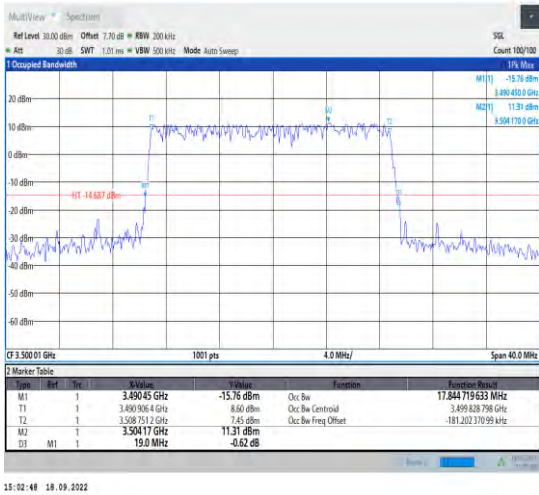 MultiView Spectrum
Ref Level 30.00 dBm Offset 7.70 dB RBW 200 kHz SGL
Att 30 dB SWT 1.01 ms VBW 500 kHz Mode Auto Sweep Count 100/100
1 Occupied Bandwidth 1Pk Max
M1[1] -15.76 dBm
3.490 450 0 GHz
M2[1] 11.31 dBm
3.504 170 0 GHz
20 dBm
10 dBm
0 dBm
-10 dBm
-20 dBm
-30 dBm
-40 dBm
-50 dBm
-60 dBm
T1
M2
T2
M1
H1 -14.687 dBm
CF 3.500 01 GHz 1001 pts 4.0 MHz/ Span 40.0 MHz
2 Marker Table
Type Ref Trc X-Value Y-Value Function Function Result
M1 1 3.490 45 GHz -15.76 dBm Occ Bw 17.844 719 633 MHz
T1 1 3.490 906 4 GHz 8.60 dBm Occ Bw Centroid 3.499 828 798 GHz
T2 1 3.508 751 2 GHz 7.45 dBm Occ Bw Freq Offset -181.202 370 99 kHz
M2 1 3.504 17 GHz 11.31 dBm
D3 M1 1 19.0 MHz -0.62 dB
15:02:48 18.09.2022